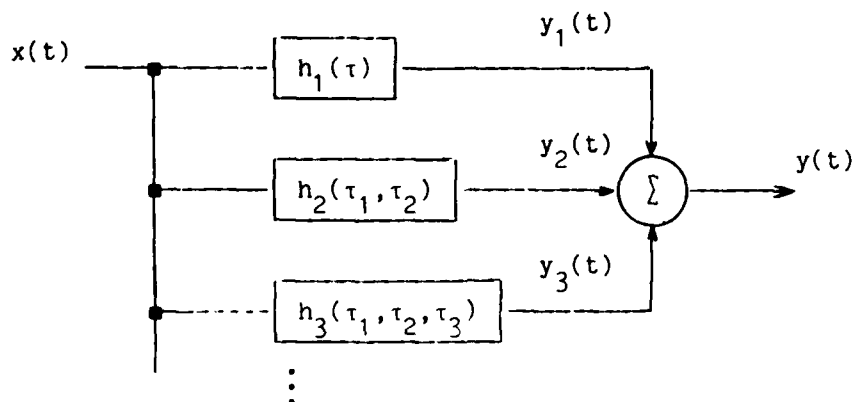 x(t)
h₁(τ)
y₁(t)
h₂(τ₁,τ₂)
y₂(t)
Σ
y(t)
h₃(τ₁,τ₂,τ₃)
y₃(t)
⋮